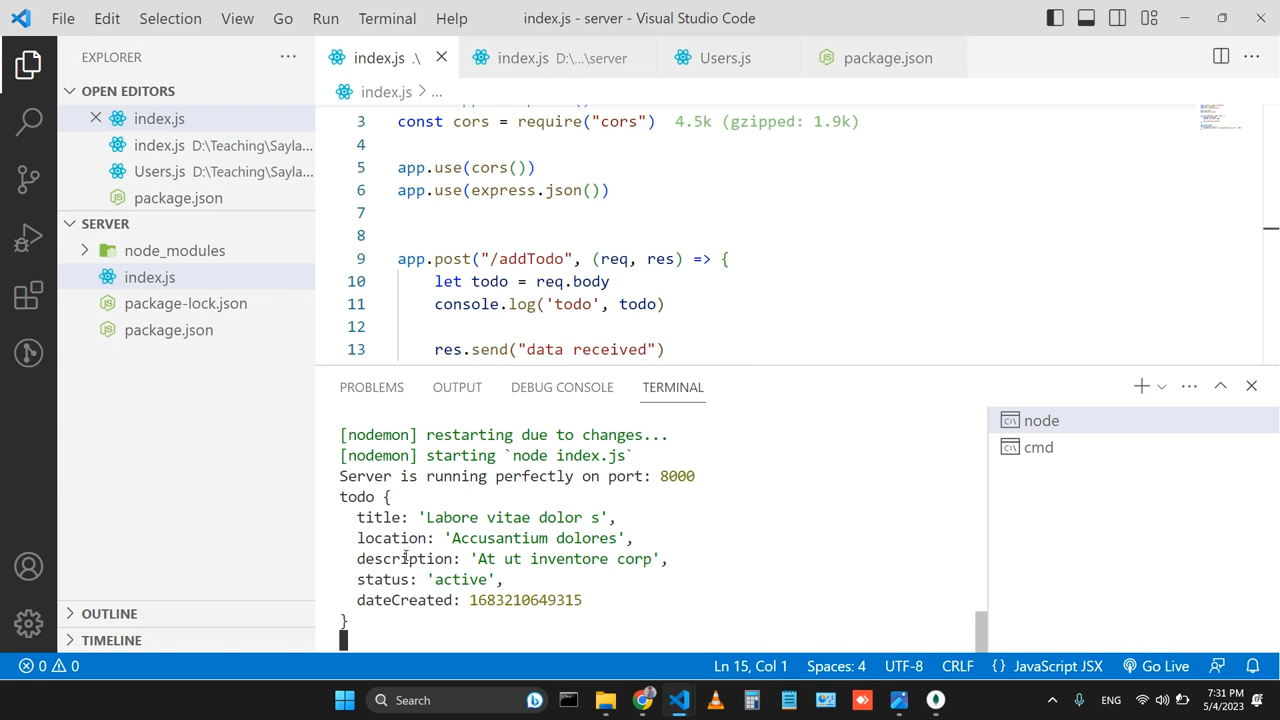 File Edit Selection View Go Run Terminal Help index.js - server - Visual Studio Code
EXPLORER
OPEN EDITORS
index.js
index.js D:\Teaching\Sayla...
Users.js D:\Teaching\Sayla...
package.json
SERVER
node_modules
index.js
package-lock.json
package.json
OUTLINE
TIMELINE
index.js .\ index.js D:\...\server Users.js package.json
index.js > ...
3 const cors = require("cors") 4.5k (gzipped: 1.9k)
4
5 app.use(cors())
6 app.use(express.json())
7
8
9 app.post("/addTodo", (req, res) => {
10 let todo = req.body
11 console.log('todo', todo)
12
13 res.send("data received")
PROBLEMS OUTPUT DEBUG CONSOLE TERMINAL
[nodemon] restarting due to changes...
[nodemon] starting `node index.js`
Server is running perfectly on port: 8000
todo {
title: 'Labore vitae dolor s',
location: 'Accusantium dolores',
description: 'At ut inventore corp',
status: 'active',
dateCreated: 1683210649315
}
node
cmd
0 0 Ln 15, Col 1 Spaces: 4 UTF-8 CRLF {} JavaScript JSX Go Live
Search ENG 7:31 PM
5/4/2023